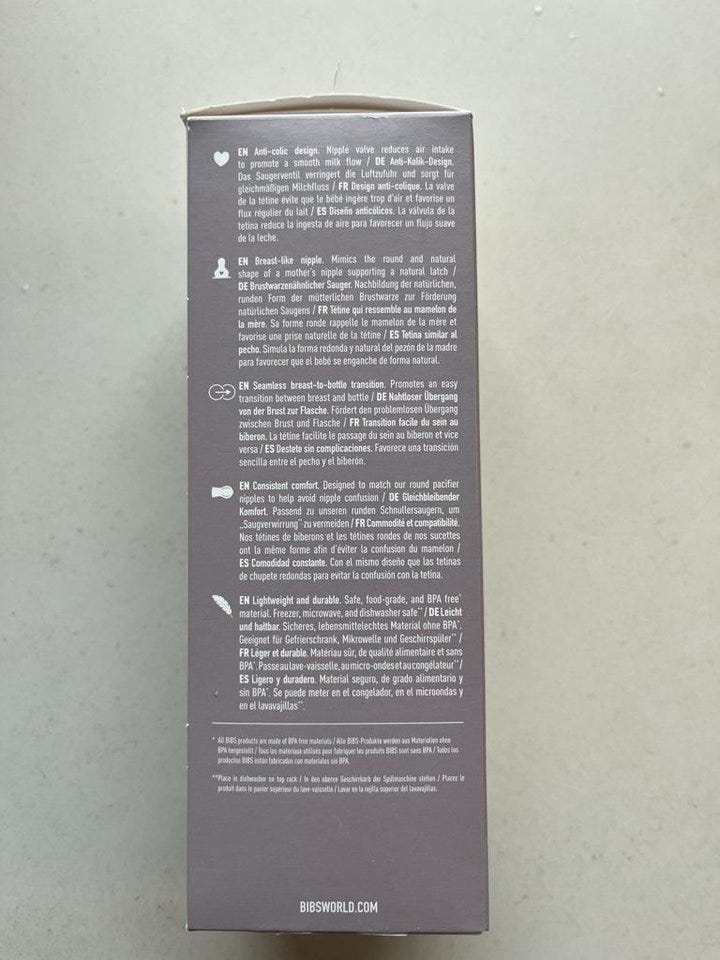 EN Anti-colic design. Nipple valve reduces air intake
to promote a smooth milk flow / DE Anti-Kolik-Design.
Das Saugerventil verringert die Luftzufuhr und sorgt für
gleichmäßigen Milchfluss / FR Design anti-colique. La valve
de la tétine évite que le bébé ingère trop d'air et favorise un
flux régulier du lait / ES Diseño anticólicos. La válvula de la
tetina reduce la ingesta de aire para favorecer un flujo suave
de la leche.
EN Breast-like nipple. Mimics the round and natural
shape of a mother's nipple supporting a natural latch /
DE Brustwarzenähnlicher Sauger. Nachbildung der natürlichen,
runden Form der mütterlichen Brustwarze zur Förderung
natürlichen Saugens / FR Tétine qui ressemble au mamelon de
la mère. Sa forme ronde rappelle le mamelon de la mère et
favorise une prise naturelle de la tétine / ES Tetina similar al
pecho. Simula la forma redonda y natural del pezón de la madre
para favorecer que el bebé se enganche de forma natural.
EN Seamless breast-to-bottle transition. Promotes an easy
transition between breast and bottle / DE Nahtloser Übergang
von der Brust zur Flasche. Fördert den problemlosen Übergang
zwischen Brust und Flasche / FR Transition facile du sein au
biberon. La tétine facilite le passage du sein au biberon et vice
versa / ES Destete sin complicaciones. Favorece una transición
sencilla entre el pecho y el biberón.
EN Consistent comfort. Designed to match our round pacifier
nipples to help avoid nipple confusion / DE Gleichbleibender
Komfort. Passend zu unseren runden Schnullersaugern, um
„Saugverwirrung" zu vermeiden / FR Commodité et compatibilité.
Nos tétines de biberons et les tétines rondes de nos sucettes
ont la même forme afin d'éviter la confusion du mamelon /
ES Comodidad constante. Con el mismo diseño que las tetinas
de chupete redondas para evitar la confusión con la tetina.
EN Lightweight and durable. Safe, food-grade, and BPA free*
material. Freezer, microwave, and dishwasher safe** / DE Leicht
und haltbar. Sicheres, lebensmittelechtes Material ohne BPA*.
Geeignet für Gefrierschrank, Mikrowelle und Geschirrspüler** /
FR Léger et durable. Matériau sûr, de qualité alimentaire et sans
BPA*. Passe au lave-vaisselle, au micro-ondes et au congélateur** /
ES Ligero y duradero. Material seguro, de grado alimentario y
sin BPA*. Se puede meter en el congelador, en el microondas y
en el lavavajillas**.
* All BIBS products are made of BPA free materials / Alle BIBS-Produkte werden aus Materialien ohne
BPA hergestellt / Tous les matériaux utilisés pour fabriquer les produits BIBS sont sans BPA / Todos los
productos BIBS están fabricados con materiales sin BPA.
**Place in dishwasher on top rack / In den oberen Geschirrkorb der Spülmaschine stellen / Placez le
produit dans le panier supérieur du lave-vaisselle / Lavar en la rejilla superior del lavavajillas.
BIBSWORLD.COM